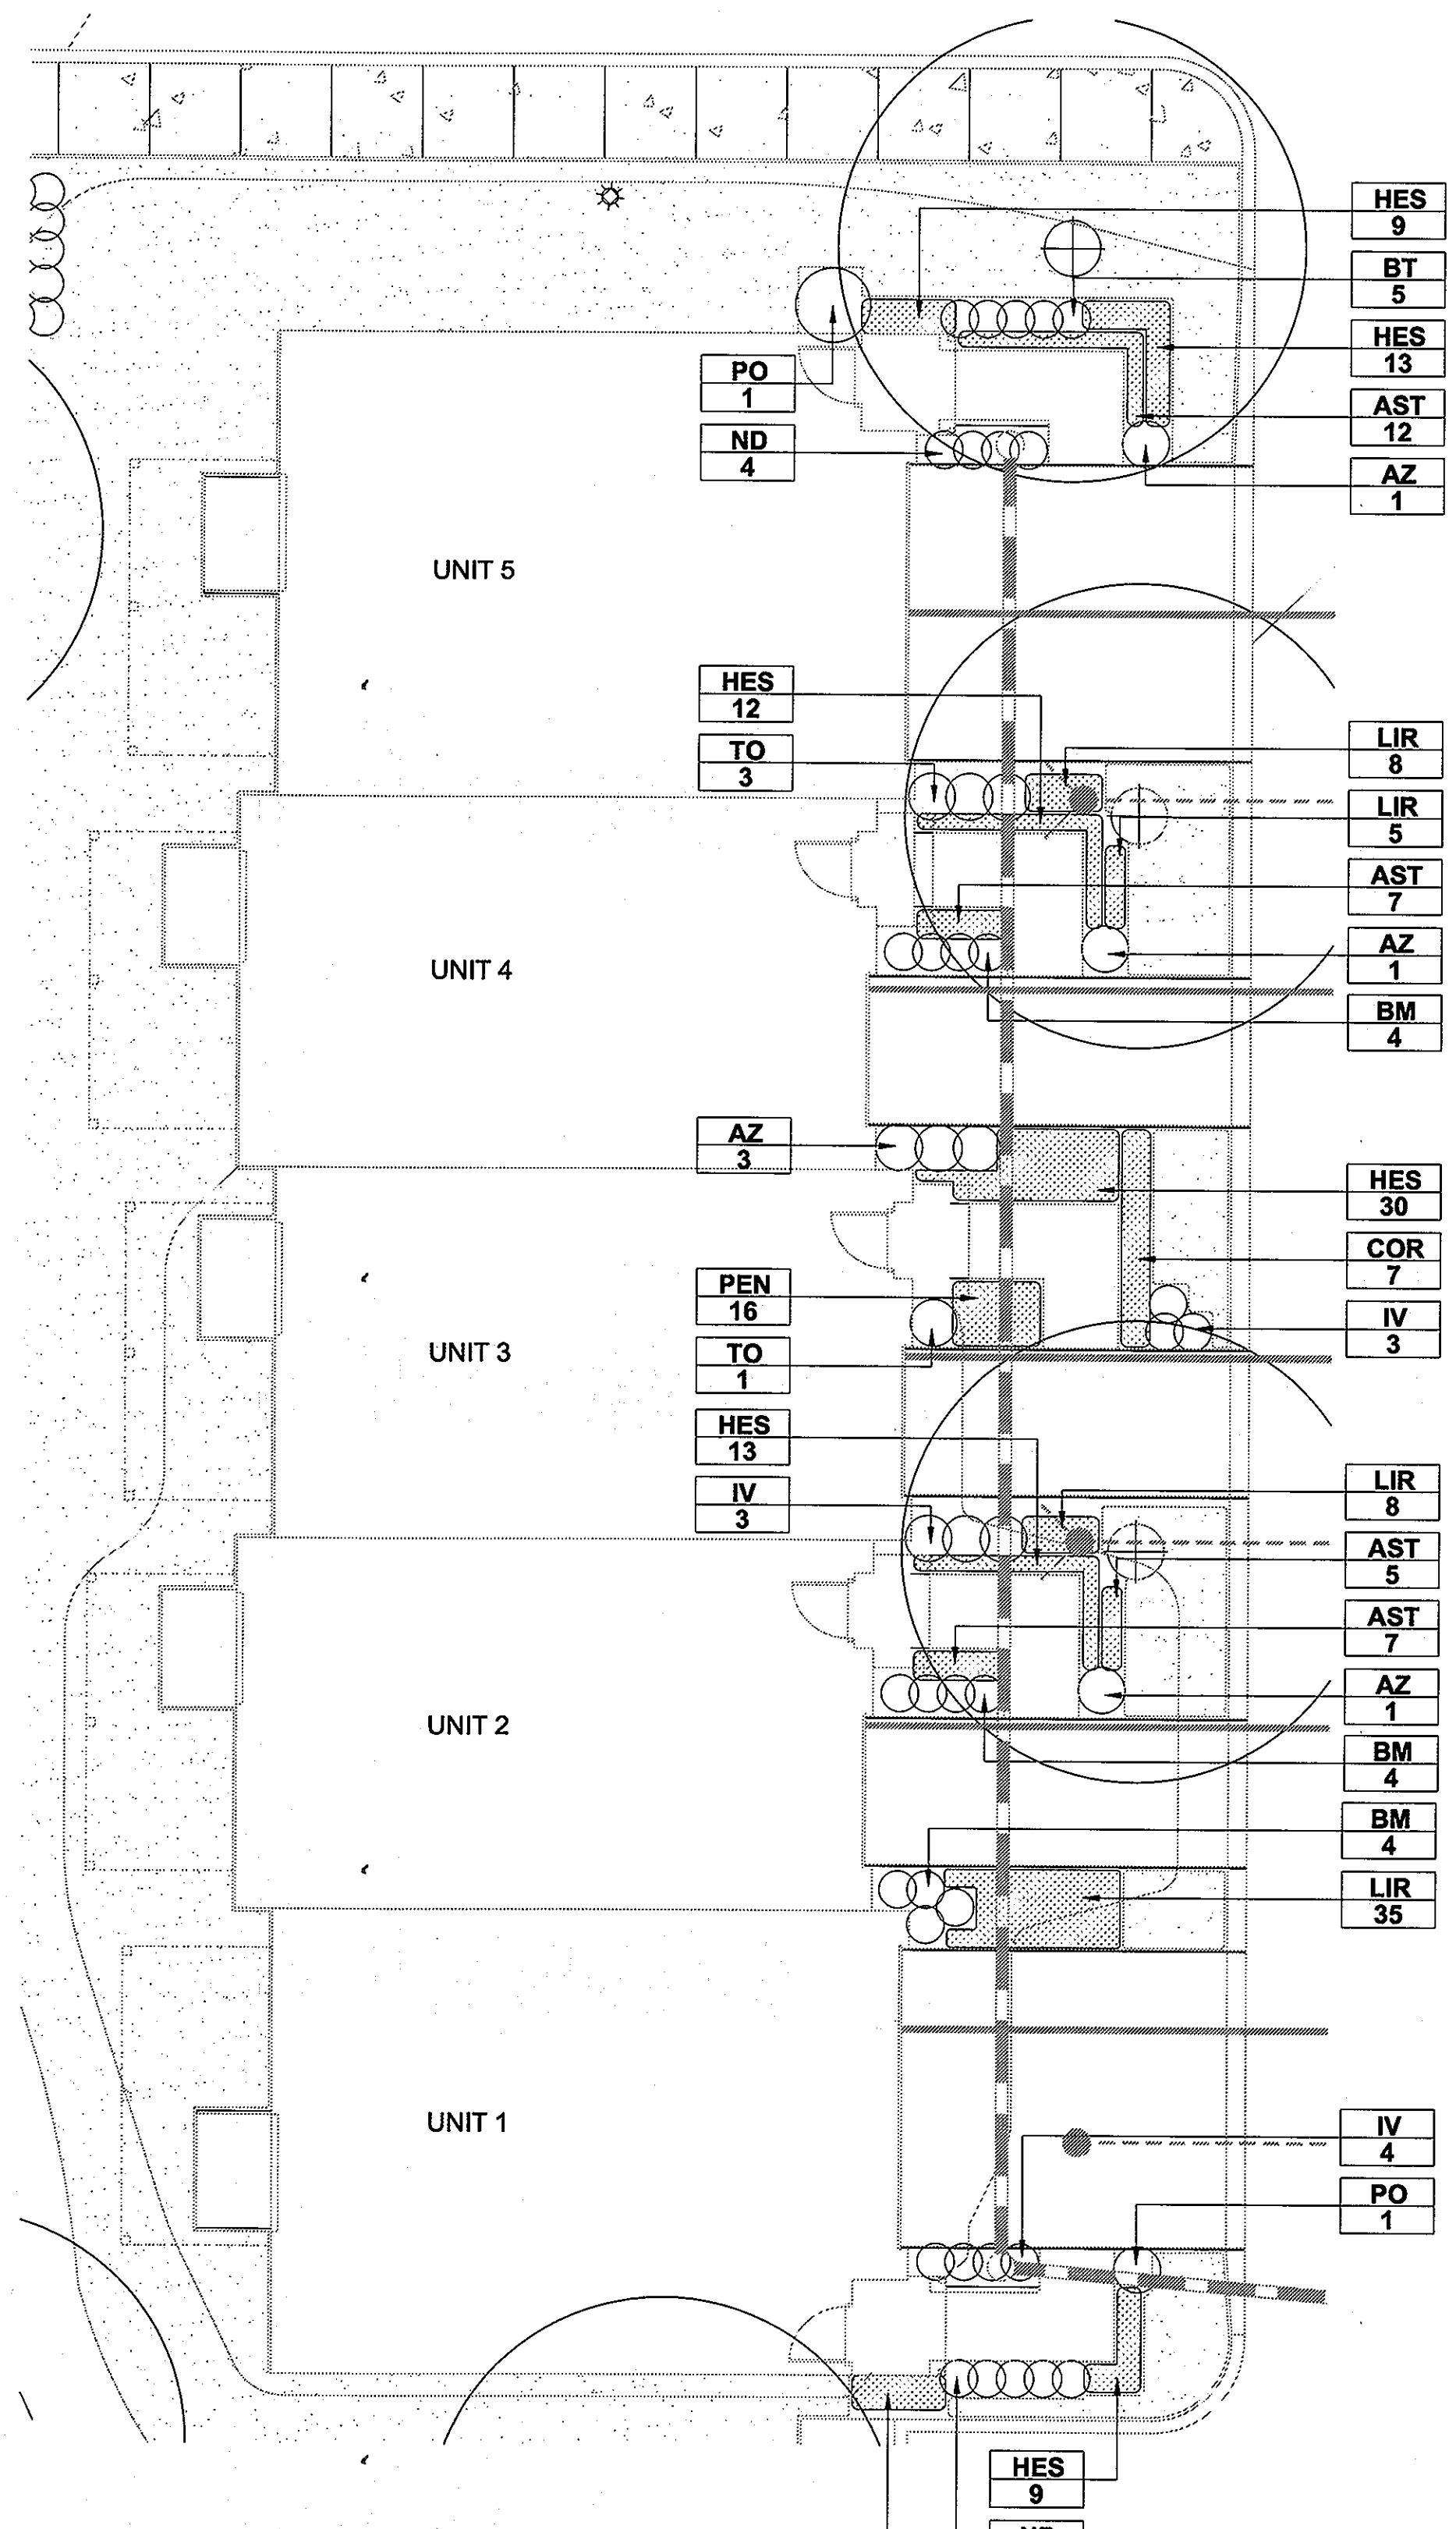 HES
9
BT
5
HES
13
PO
1
AST
12
ND
4
AZ
1
UNIT 5
HES
12
LIR
8
TO
3
LIR
5
AST
7
UNIT 4
AZ
1
BM
4
AZ
3
HES
30
COR
7
PEN
16
IV
3
UNIT 3
TO
1
HES
13
LIR
8
IV
3
AST
5
AST
7
UNIT 2
AZ
1
BM
4
BM
4
LIR
35
UNIT 1
IV
4
PO
1
HES
9